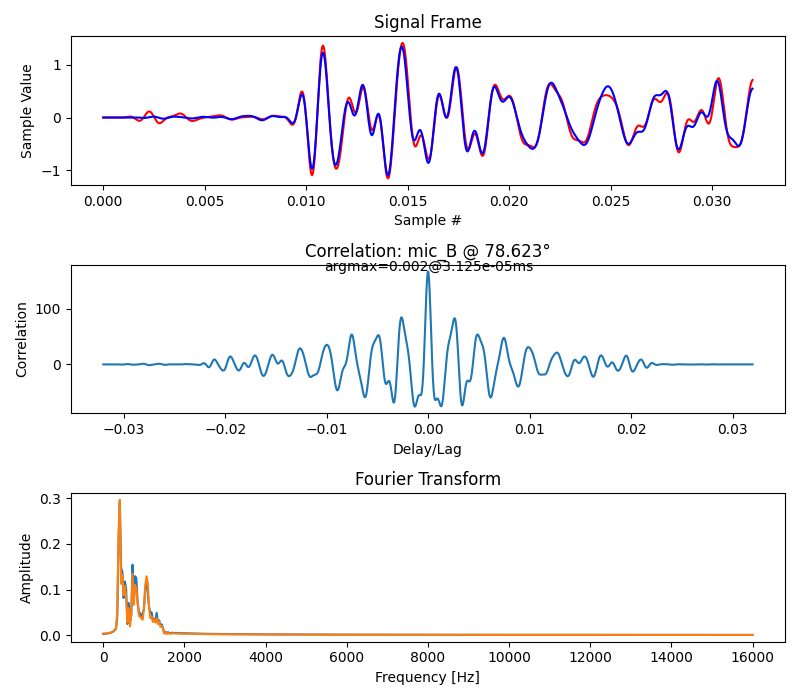 Signal Frame
Sample Value
1
0
−1
0.000 0.005 0.010 0.015 0.020 0.025 0.030
Sample #
Correlation: mic_B @ 78.623°
argmax=0.002@3.125e-05ms
Correlation
100
0
−0.03 −0.02 −0.01 0.00 0.01 0.02 0.03
Delay/Lag
Fourier Transform
Amplitude
0.3
0.2
0.1
0.0
0 2000 4000 6000 8000 10000 12000 14000 16000
Frequency [Hz]